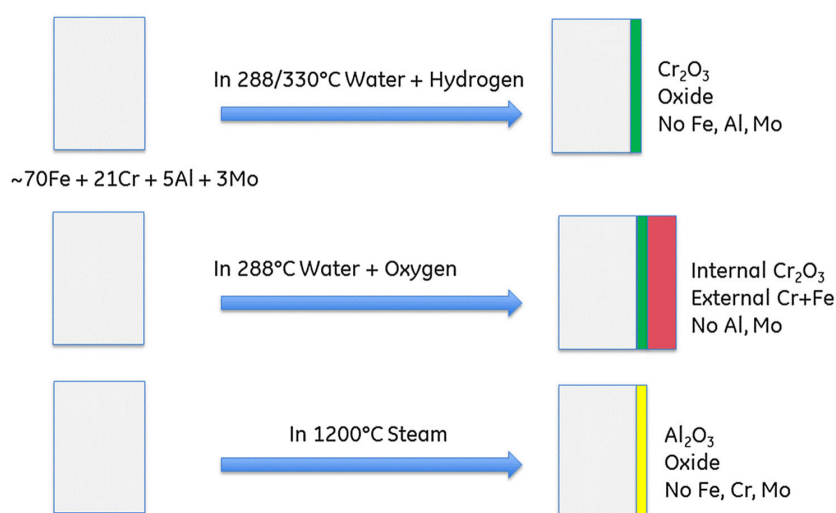 In 288/330°C Water + Hydrogen
Cr₂O₃
Oxide
No Fe, Al, Mo
~70Fe + 21Cr + 5Al + 3Mo
In 288°C Water + Oxygen
Internal Cr₂O₃
External Cr+Fe
No Al, Mo
In 1200°C Steam
Al₂O₃
Oxide
No Fe, Cr, Mo